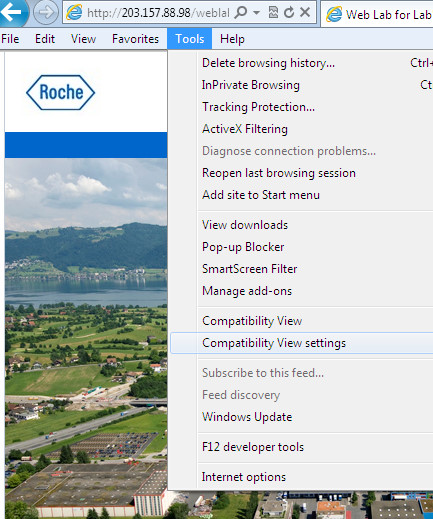 http://203.157.88.98/weblal
Web Lab for Lab
File Edit View Favorites Tools Help
Roche
Delete browsing history... Ctrl+
InPrivate Browsing Ct
Tracking Protection...
ActiveX Filtering
Diagnose connection problems...
Reopen last browsing session
Add site to Start menu
View downloads
Pop-up Blocker
SmartScreen Filter
Manage add-ons
Compatibility View
Compatibility View settings
Subscribe to this feed...
Feed discovery
Windows Update
F12 developer tools
Internet options